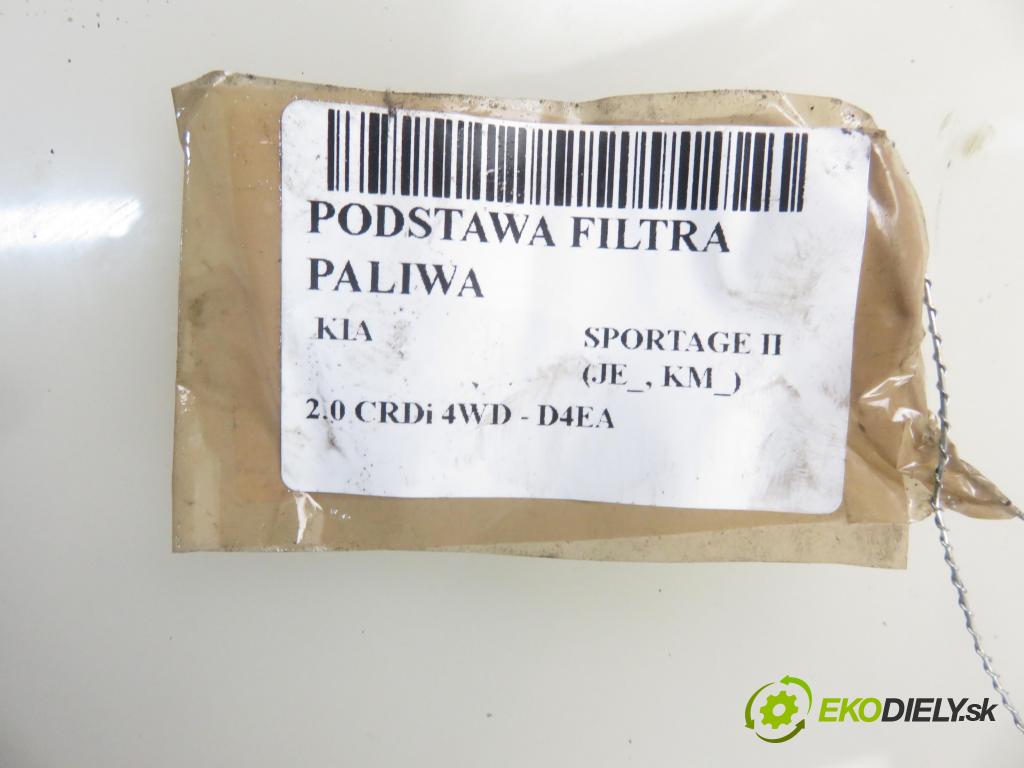 PODSTAWA FILTRA
PALIWA
KIA SPORTAGE II
(JE_, KM_)
2.0 CRDi 4WD - D4EA
EKODIELY.sk